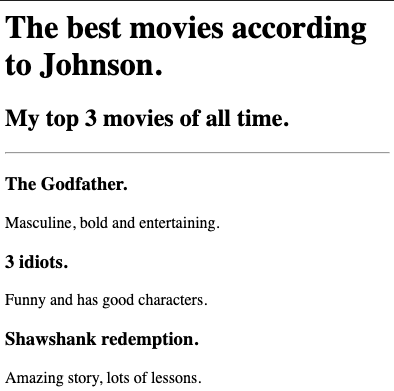 The best movies according
to Johnson.
My top 3 movies of all time.
The Godfather.
Masculine, bold and entertaining.
3 idiots.
Funny and has good characters.
Shawshank redemption.
Amazing story, lots of lessons.